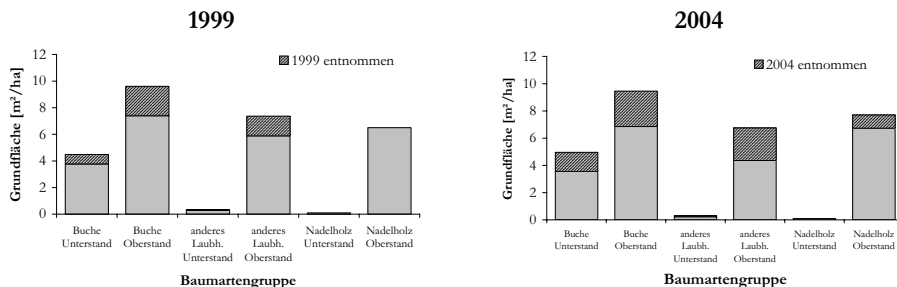 1999
Grundfläche [m²/ha]
12
10
8
6
4
2
0
1999 entnommen
Buche
Unterstand
Buche
Oberstand
anderes
Laubh.
Unterstand
anderes
Laubh.
Oberstand
Nadelholz
Unterstand
Nadelholz
Oberstand
Baumartengruppe
2004
Grundfläche [m²/ha]
12
10
8
6
4
2
0
2004 entnommen
Buche
Unterstand
Buche
Oberstand
anderes
Laubh.
Unterstand
anderes
Laubh.
Oberstand
Nadelholz
Unterstand
Nadelholz
Oberstand
Baumartengruppe